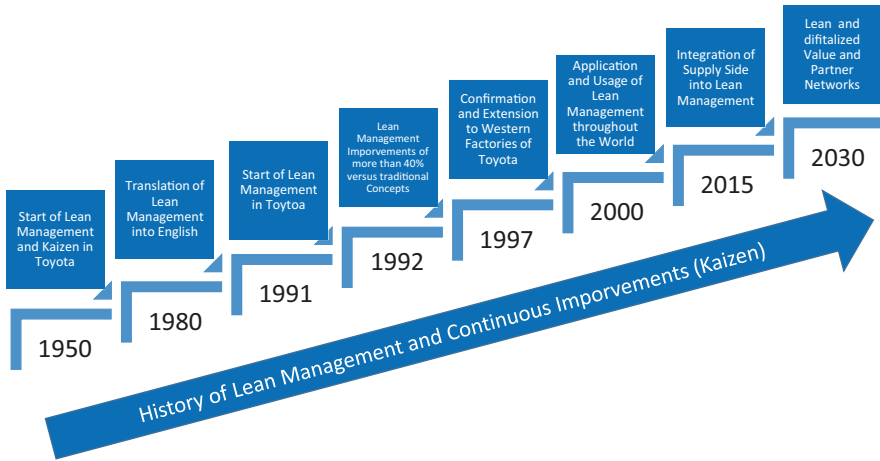 Start of Lean
Management
and Kaizen in
Toyota
1950
Translation of
Lean
Management
into English
1980
Start of Lean
Management
in Toytoa
1991
Lean
Management
Imporvements of
more than 40%
versus traditional
Concepts
1992
Confirmation
and Extension
to Western
Factories of
Toyota
1997
Application
and Usage of
Lean
Management
throughout
the World
2000
Integration of
Supply Side
into Lean
Management
2015
Lean and
difitalized
Value and
Partner
Networks
2030
History of Lean Management and Continuous Imporvements (Kaizen)